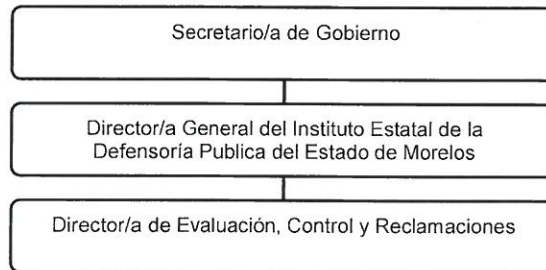 Secretario/a de Gobierno
Director/a General del Instituto Estatal de la
Defensoría Publica del Estado de Morelos
Director/a de Evaluación, Control y Reclamaciones